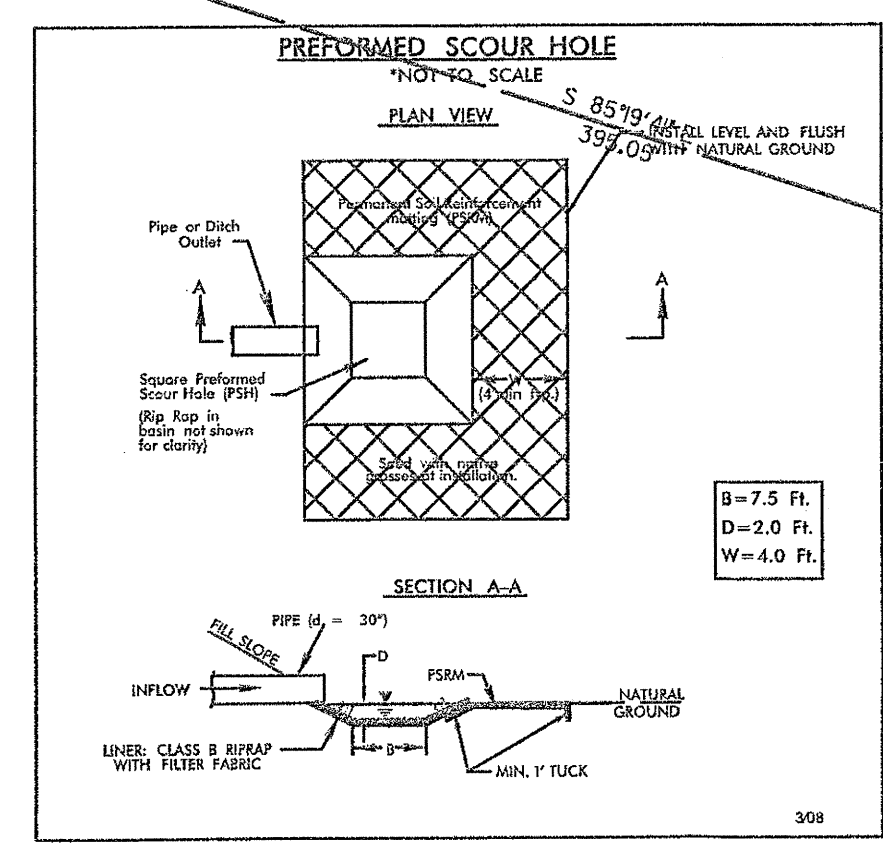 PREFORMED SCOUR HOLE
*NOT TO SCALE
PLAN VIEW
S 85°19'
395.05
INSTALL LEVEL AND FLUSH
WITH NATURAL GROUND
Permanent Soil Reinforcement
matting (PSRM)
Pipe or Ditch
Outlet
A
A
Square Preformed
Scour Hole (PSH)
(Rip Rap in
basin not shown
for clarity)
W
(4' min
Seed with native
grasses at installation.
B=7.5 Ft.
D=2.0 Ft.
W=4.0 Ft.
SECTION A-A
PIPE (d = 30")
FILL SLOPE
D
PSRM
INFLOW
NATURAL
GROUND
LINER: CLASS B RIPRAP
WITH FILTER FABRIC
B
MIN. 1' TUCK
3/08